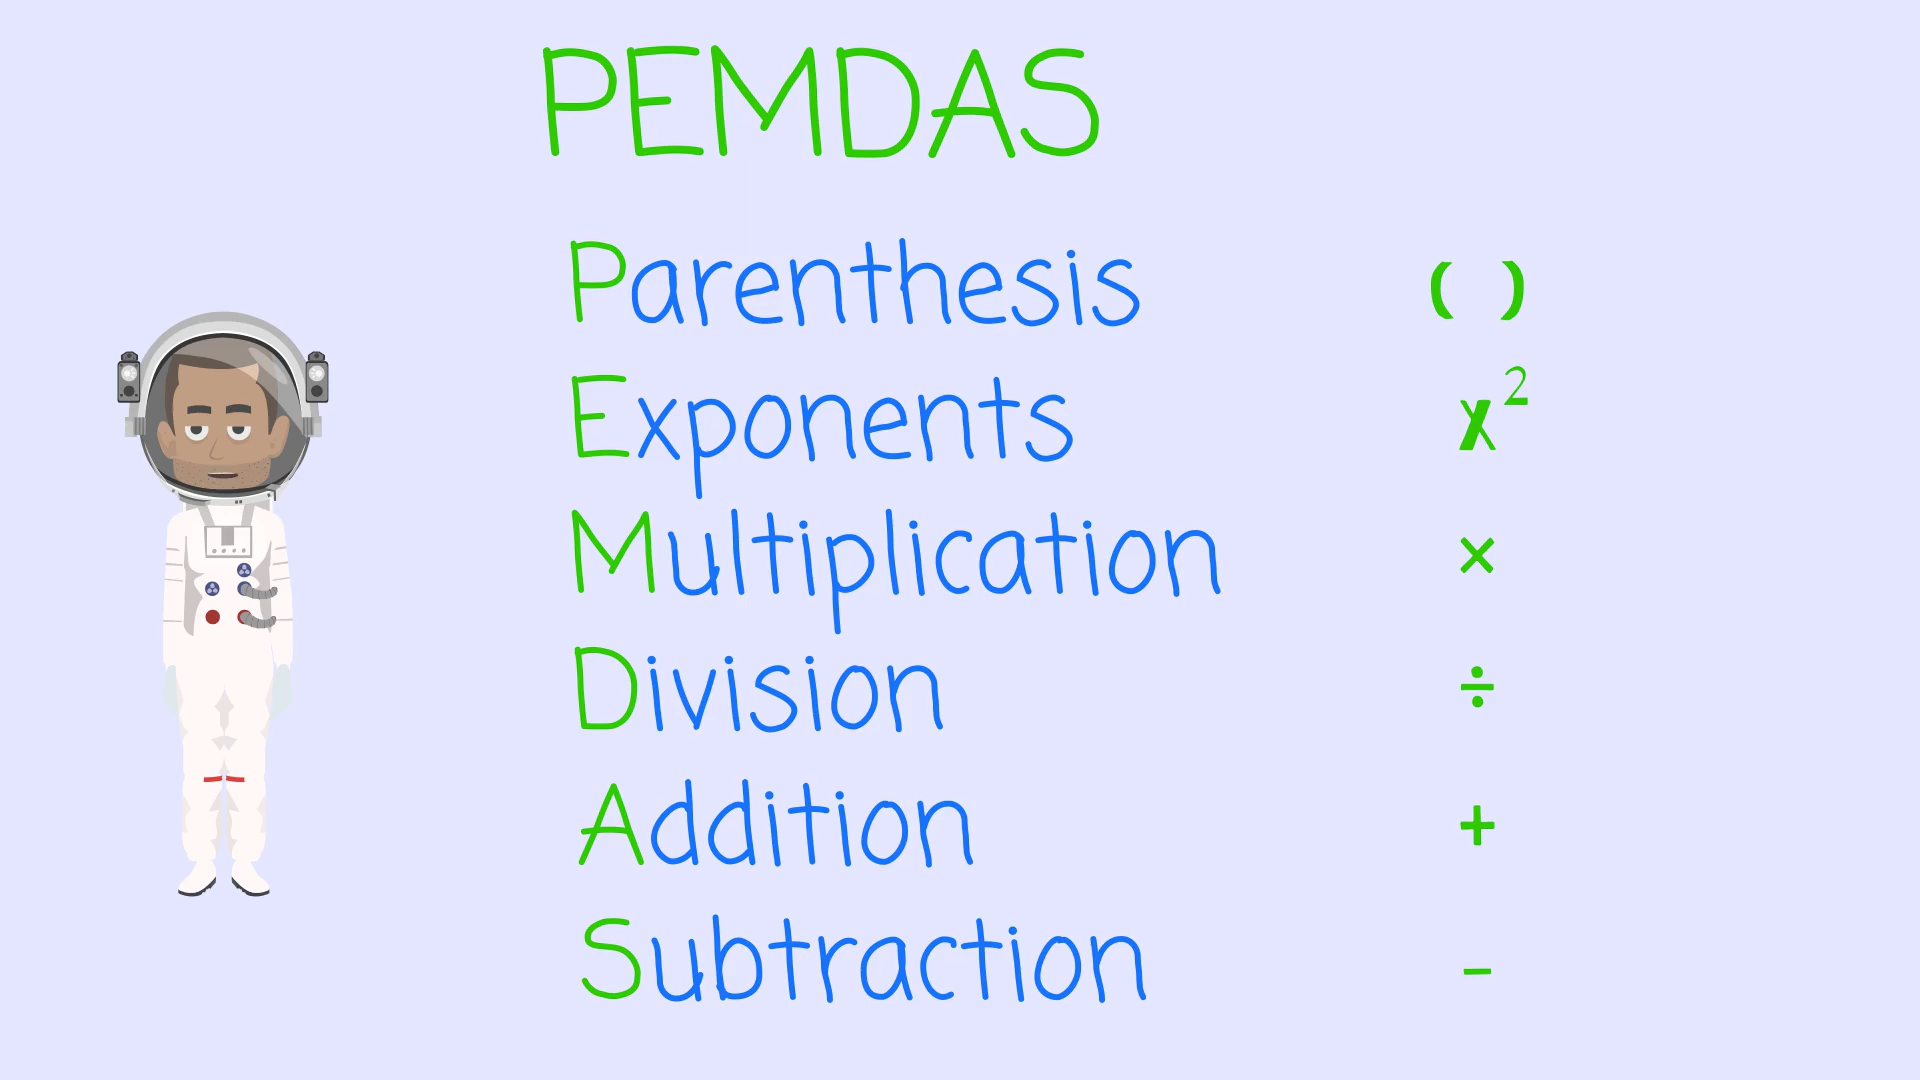 PEMDAS
Parenthesis ( )
Exponents x²
Multiplication ×
Division ÷
Addition +
Subtraction -